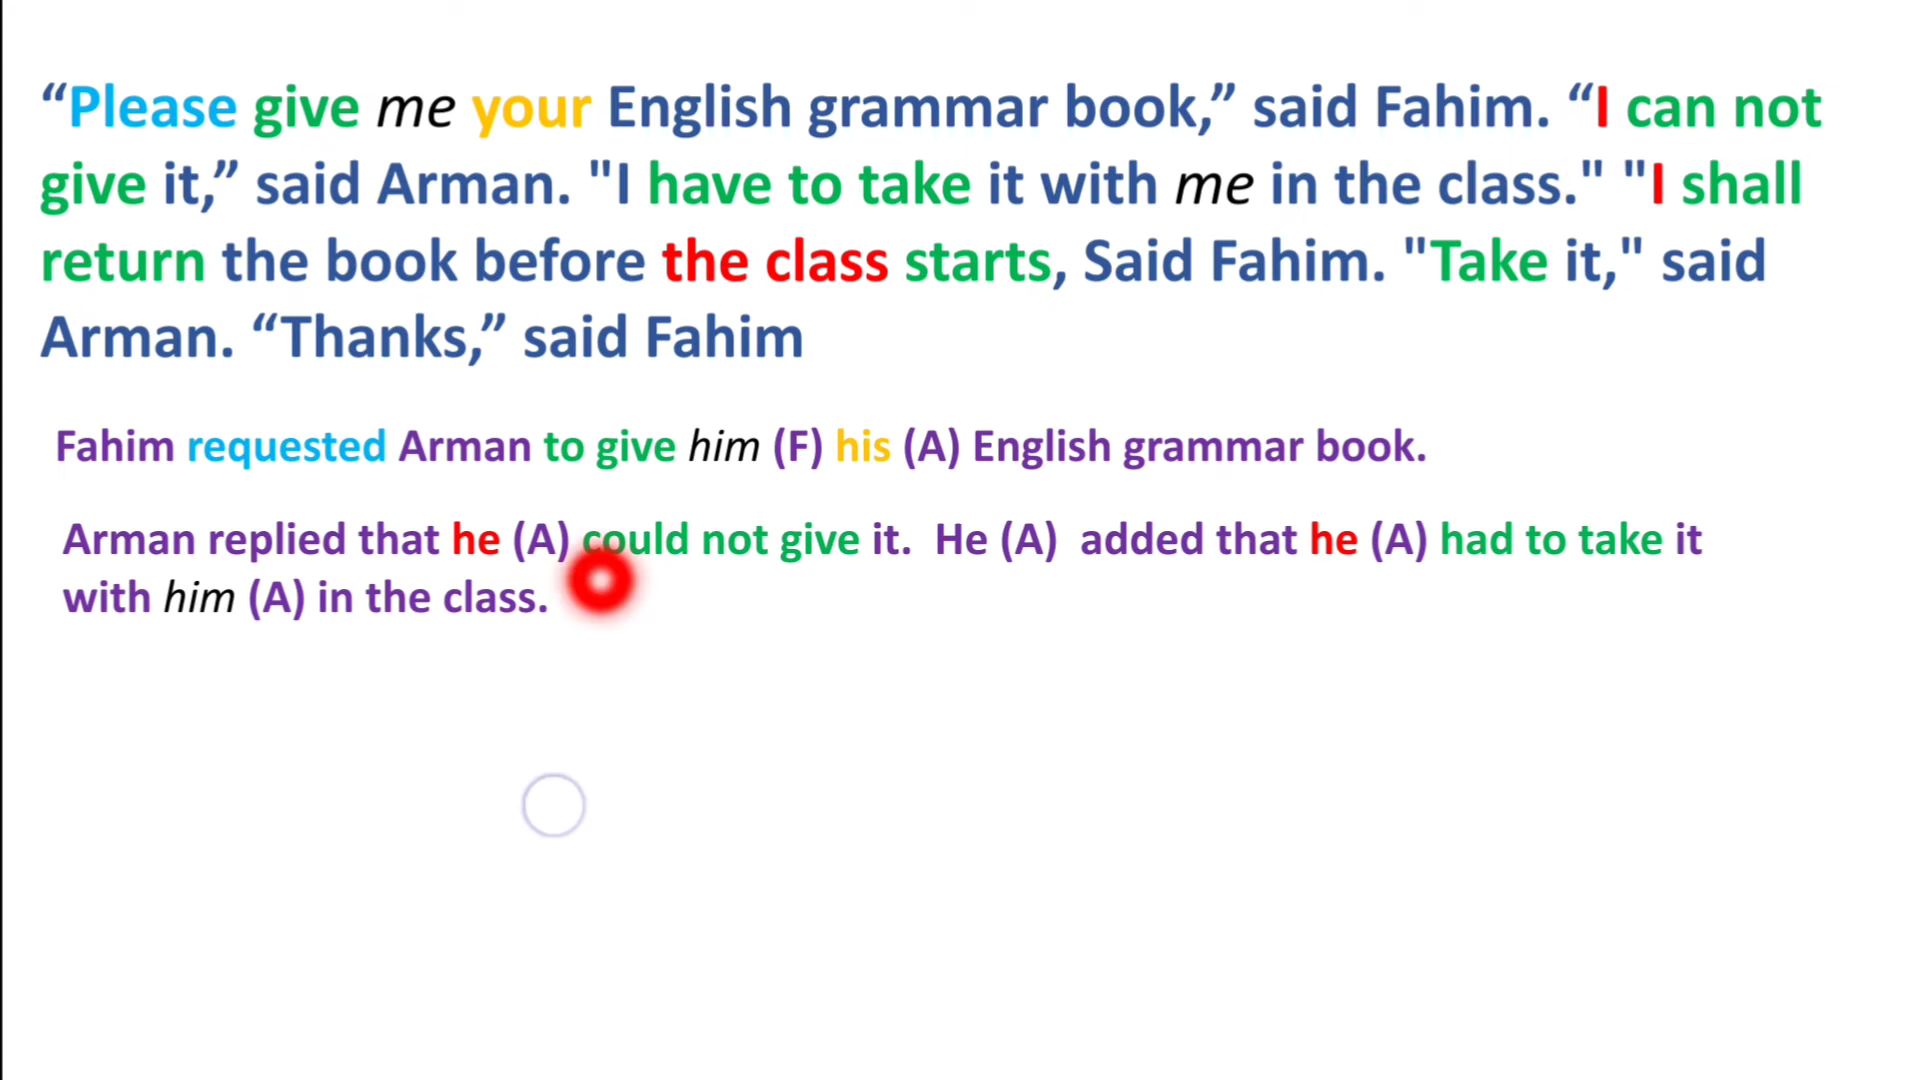 “Please give me your English grammar book,” said Fahim. “I can not
give it,” said Arman. "I have to take it with me in the class." "I shall
return the book before the class starts, Said Fahim. "Take it," said
Arman. “Thanks,” said Fahim
Fahim requested Arman to give him (F) his (A) English grammar book.
Arman replied that he (A) could not give it. He (A) added that he (A) had to take it
with him (A) in the class.